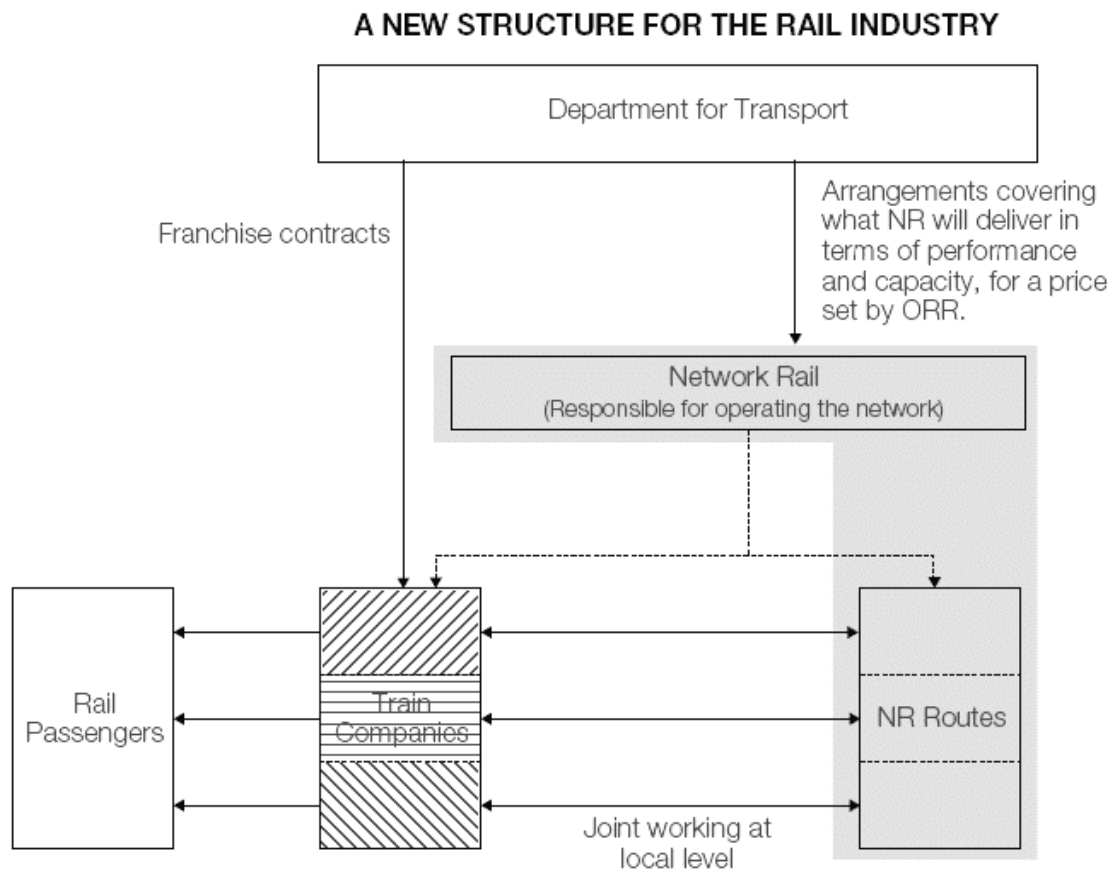 A NEW STRUCTURE FOR THE RAIL INDUSTRY
Department for Transport
Franchise contracts
Arrangements covering
what NR will deliver in
terms of performance
and capacity, for a price
set by ORR.
Network Rail
(Responsible for operating the network)
Rail
Passengers
Train
Companies
NR Routes
Joint working at
local level